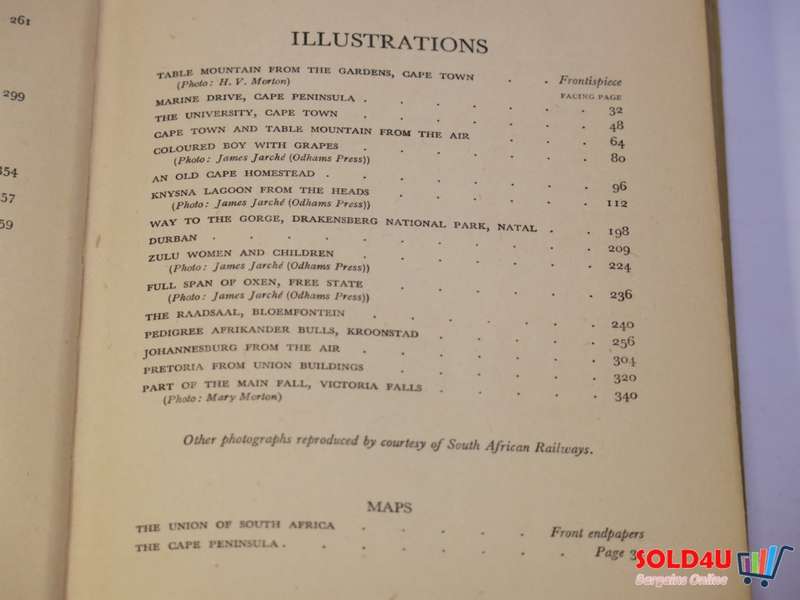 261
299
354
57
59
ILLUSTRATIONS
TABLE MOUNTAIN FROM THE GARDENS, CAPE TOWN . . Frontispiece
(Photo: H. V. Morton)
FACING PAGE
MARINE DRIVE, CAPE PENINSULA . . . . . . 32
THE UNIVERSITY, CAPE TOWN . . . . . . 48
CAPE TOWN AND TABLE MOUNTAIN FROM THE AIR . . . 64
COLOURED BOY WITH GRAPES . . . . . . 80
(Photo: James Jarché (Odhams Press))
AN OLD CAPE HOMESTEAD . . . . . . . 96
KNYSNA LAGOON FROM THE HEADS . . . . . 112
(Photo: James Jarché (Odhams Press))
WAY TO THE GORGE, DRAKENSBERG NATIONAL PARK, NATAL . . 198
DURBAN . . . . . . . . . . 209
ZULU WOMEN AND CHILDREN . . . . . . 224
(Photo: James Jarché (Odhams Press))
FULL SPAN OF OXEN, FREE STATE . . . . . 236
(Photo: James Jarché (Odhams Press))
THE RAADSAAL, BLOEMFONTEIN . . . . . . 240
PEDIGREE AFRIKANDER BULLS, KROONSTAD . . . . . 256
JOHANNESBURG FROM THE AIR . . . . . . 304
PRETORIA FROM UNION BUILDINGS . . . . . 320
PART OF THE MAIN FALL, VICTORIA FALLS . . . . . 340
(Photo: Mary Morton)
Other photographs reproduced by courtesy of South African Railways.
MAPS
THE UNION OF SOUTH AFRICA . . . . . Front endpapers
THE CAPE PENINSULA . . . . . . . . Page 3
SOLD4U
Bargains Online